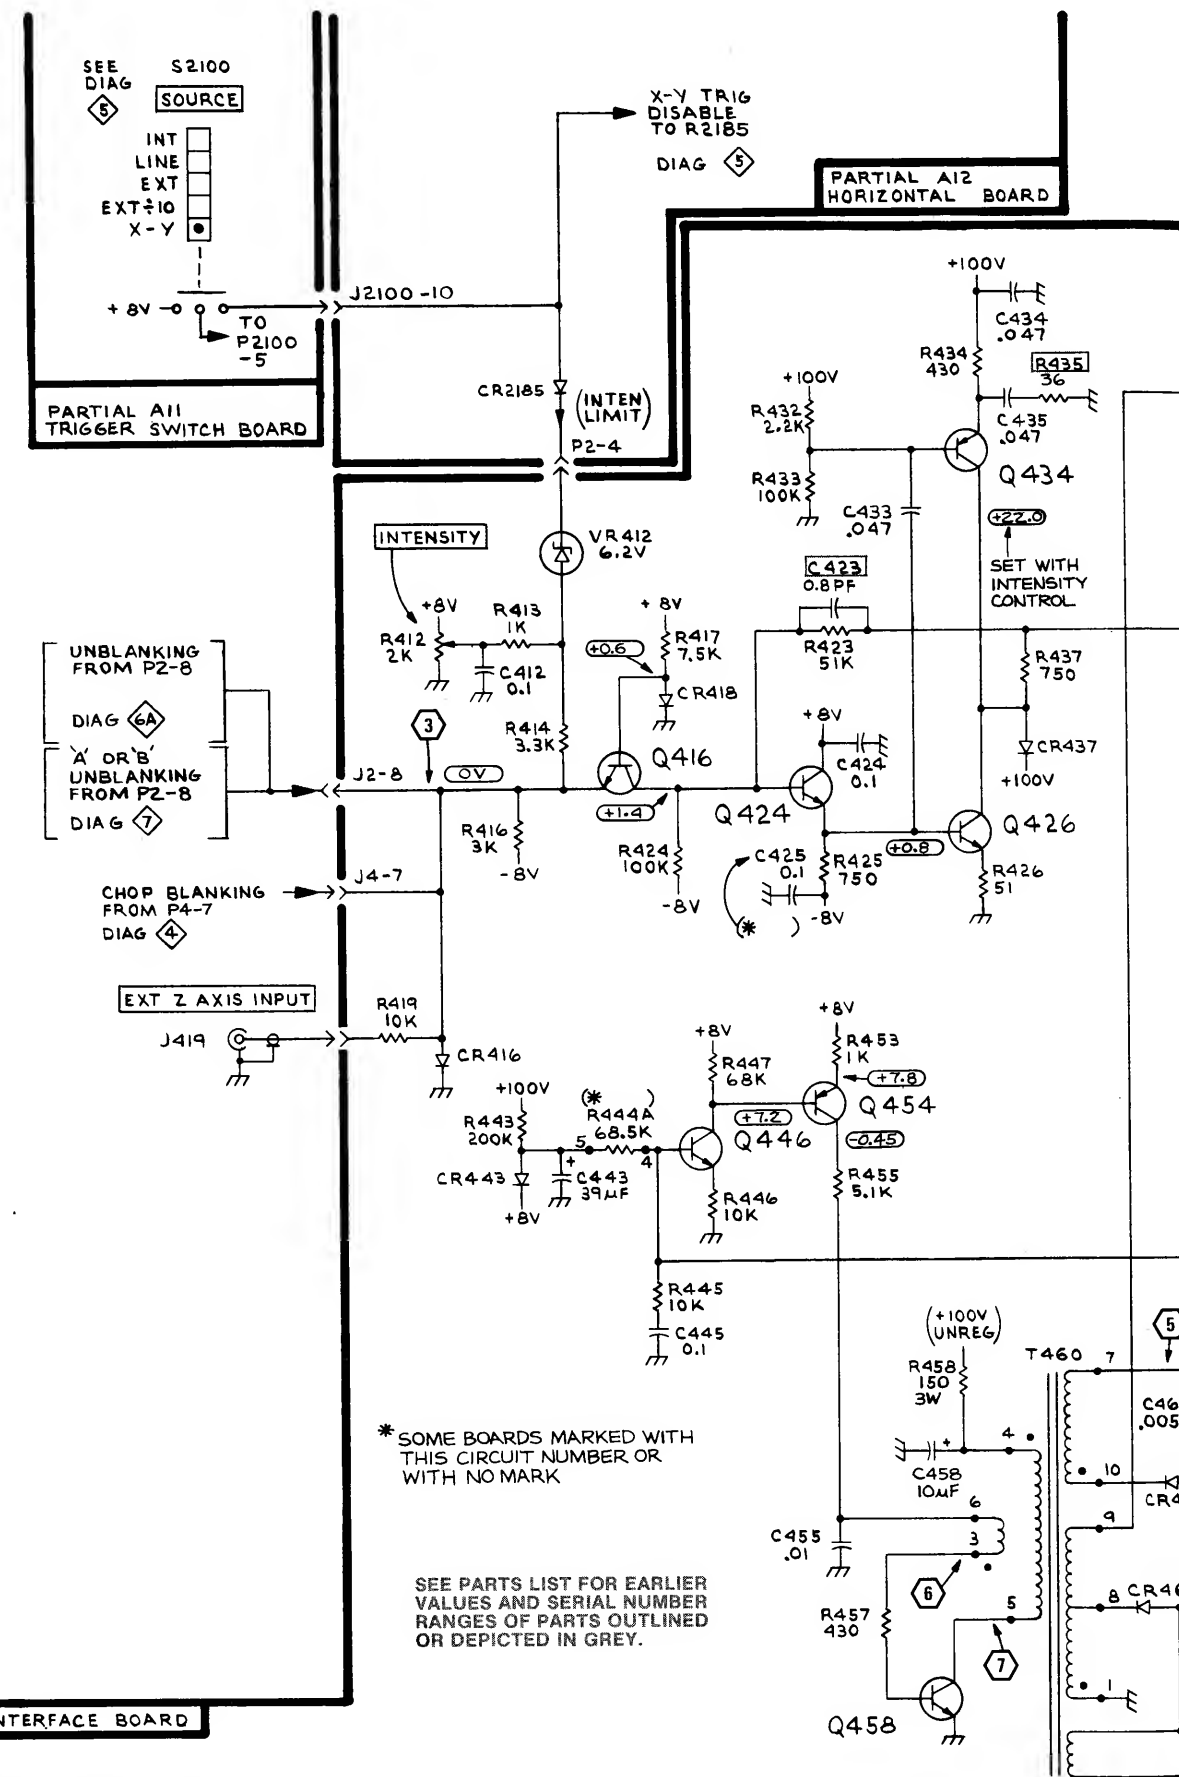 SEE
DIAG
5
S2100
SOURCE
INT
LINE
EXT
EXT÷10
X-Y
+8V
TO
P2100
-5
J2100-10
PARTIAL A11
TRIGGER SWITCH BOARD
X-Y TRIG
DISABLE
TO R2185
DIAG 5
PARTIAL A12
HORIZONTAL BOARD
CR2185
(INTEN
LIMIT)
P2-4
VR412
6.2V
INTENSITY
+8V
R412
2K
R413
1K
C412
0.1
R414
3.3K
+100V
C434
.047
R434
430
R435
36
C435
.047
+100V
R432
2.2K
R433
100K
C433
.047
Q434
+22.0
SET WITH
INTENSITY
CONTROL
C423
0.8PF
R423
51K
R437
750
CR437
+100V
+8V
R417
7.5K
+0.6
CR418
Q416
+1.4
+8V
C424
0.1
Q424
+0.8
Q426
R426
51
R424
100K
-8V
C425
0.1
R425
750
-8V
(* )
UNBLANKING
FROM P2-8
DIAG 6A
'A' OR 'B'
UNBLANKING
FROM P2-8
DIAG 7
J2-8
3
0V
R416
3K
-8V
CHOP BLANKING
FROM P4-7
DIAG 4
J4-7
EXT Z AXIS INPUT
J419
R419
10K
CR416
+100V
R443
200K
CR443
+8V
(* )
R444A
68.5K
5
4
+
C443
39µF
+8V
R447
68K
+7.2
Q446
R446
10K
+8V
R453
1K
+7.8
Q454
-0.45
R455
5.1K
R445
10K
C445
0.1
(+100V
UNREG)
R458
150
3W
T460
7
5
C46
.005
4
+
C458
10µF
10
CR4
6
3
9
C455
.01
6
R457
430
5
7
8
CR46
1
Q458
* SOME BOARDS MARKED WITH
THIS CIRCUIT NUMBER OR
WITH NO MARK
SEE PARTS LIST FOR EARLIER
VALUES AND SERIAL NUMBER
RANGES OF PARTS OUTLINED
OR DEPICTED IN GREY.
NTERFACE BOARD